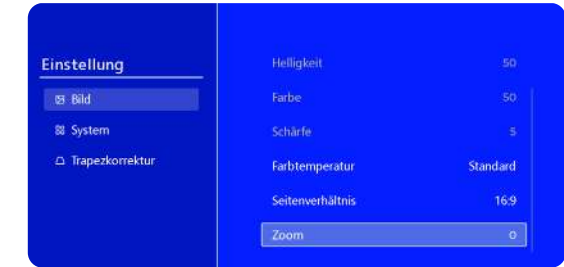 Einstellung
Bild
System
Trapezkorrektur
Helligkeit 50
Farbe 50
Schärfe 5
Farbtemperatur Standard
Seitenverhältnis 16:9
Zoom 0